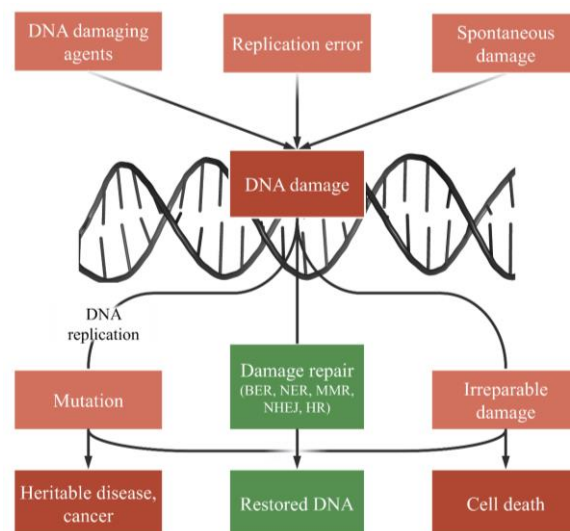 DNA damaging
agents
Replication error
Spontaneous
damage
DNA damage
DNA
replication
Damage repair
(BER, NER, MMR,
NHEJ, HR)
Mutation
Irreparable
damage
Heritable disease,
cancer
Restored DNA
Cell death